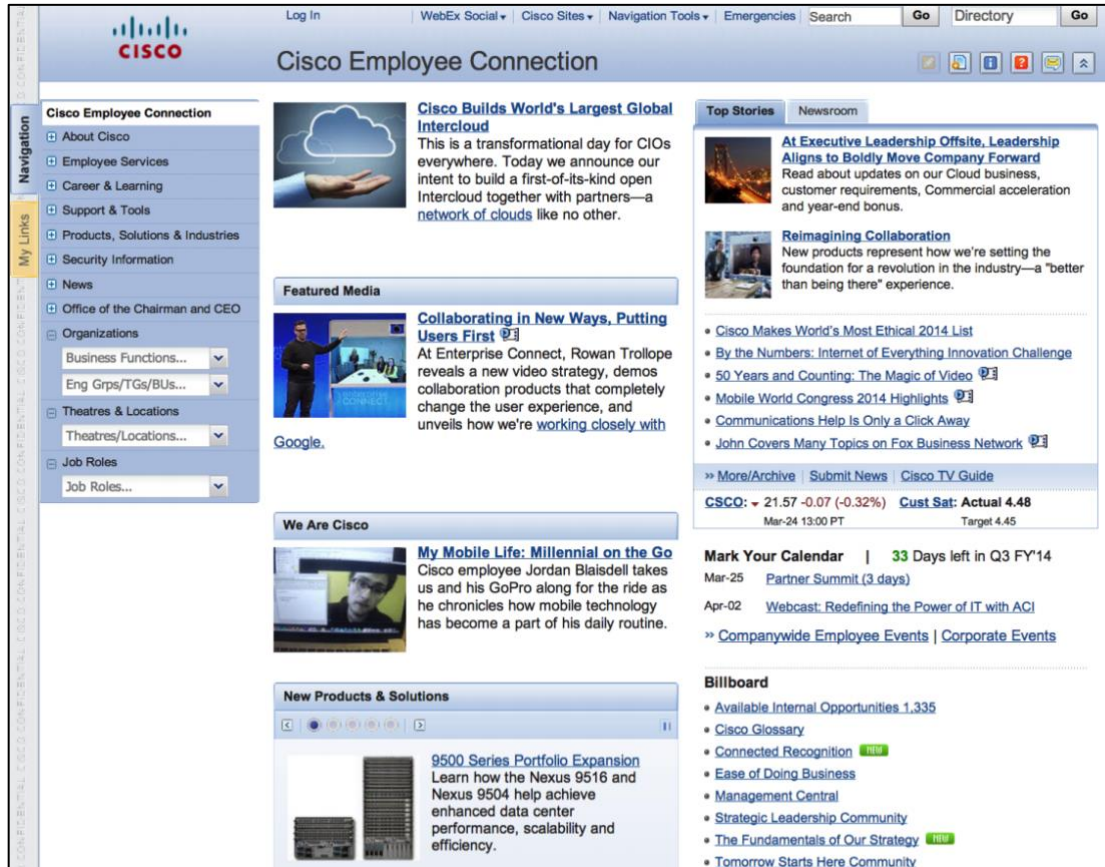 CISCO
Log In
WebEx Social
Cisco Sites
Navigation Tools
Emergencies
Search
Go
Directory
Go
Cisco Employee Connection
Navigation
My Links
Cisco Employee Connection
About Cisco
Employee Services
Career & Learning
Support & Tools
Products, Solutions & Industries
Security Information
News
Office of the Chairman and CEO
Organizations
Business Functions...
Eng Grps/TGs/BUs...
Theatres & Locations
Theatres/Locations...
Job Roles
Job Roles...
Cisco Builds World's Largest Global
Intercloud
This is a transformational day for CIOs
everywhere. Today we announce our
intent to build a first-of-its-kind open
Intercloud together with partners—a
network of clouds like no other.
Featured Media
Collaborating in New Ways, Putting
Users First
At Enterprise Connect, Rowan Trollope
reveals a new video strategy, demos
collaboration products that completely
change the user experience, and
unveils how we're working closely with
Google.
We Are Cisco
My Mobile Life: Millennial on the Go
Cisco employee Jordan Blaisdell takes
us and his GoPro along for the ride as
he chronicles how mobile technology
has become a part of his daily routine.
New Products & Solutions
9500 Series Portfolio Expansion
Learn how the Nexus 9516 and
Nexus 9504 help achieve
enhanced data center
performance, scalability and
efficiency.
Top Stories
Newsroom
At Executive Leadership Offsite, Leadership
Aligns to Boldly Move Company Forward
Read about updates on our Cloud business,
customer requirements, Commercial acceleration
and year-end bonus.
Reimagining Collaboration
New products represent how we're setting the
foundation for a revolution in the industry—a "better
than being there" experience.
• Cisco Makes World's Most Ethical 2014 List
• By the Numbers: Internet of Everything Innovation Challenge
• 50 Years and Counting: The Magic of Video
• Mobile World Congress 2014 Highlights
• Communications Help Is Only a Click Away
• John Covers Many Topics on Fox Business Network
» More/Archive | Submit News | Cisco TV Guide
CSCO: 21.57 -0.07 (-0.32%) Cust Sat: Actual 4.48
Mar-24 13:00 PT Target 4.45
Mark Your Calendar | 33 Days left in Q3 FY'14
Mar-25 Partner Summit (3 days)
Apr-02 Webcast: Redefining the Power of IT with ACI
» Companywide Employee Events | Corporate Events
Billboard
• Available Internal Opportunities 1,335
• Cisco Glossary
• Connected Recognition NEW
• Ease of Doing Business
• Management Central
• Strategic Leadership Community
• The Fundamentals of Our Strategy NEW
• Tomorrow Starts Here Community